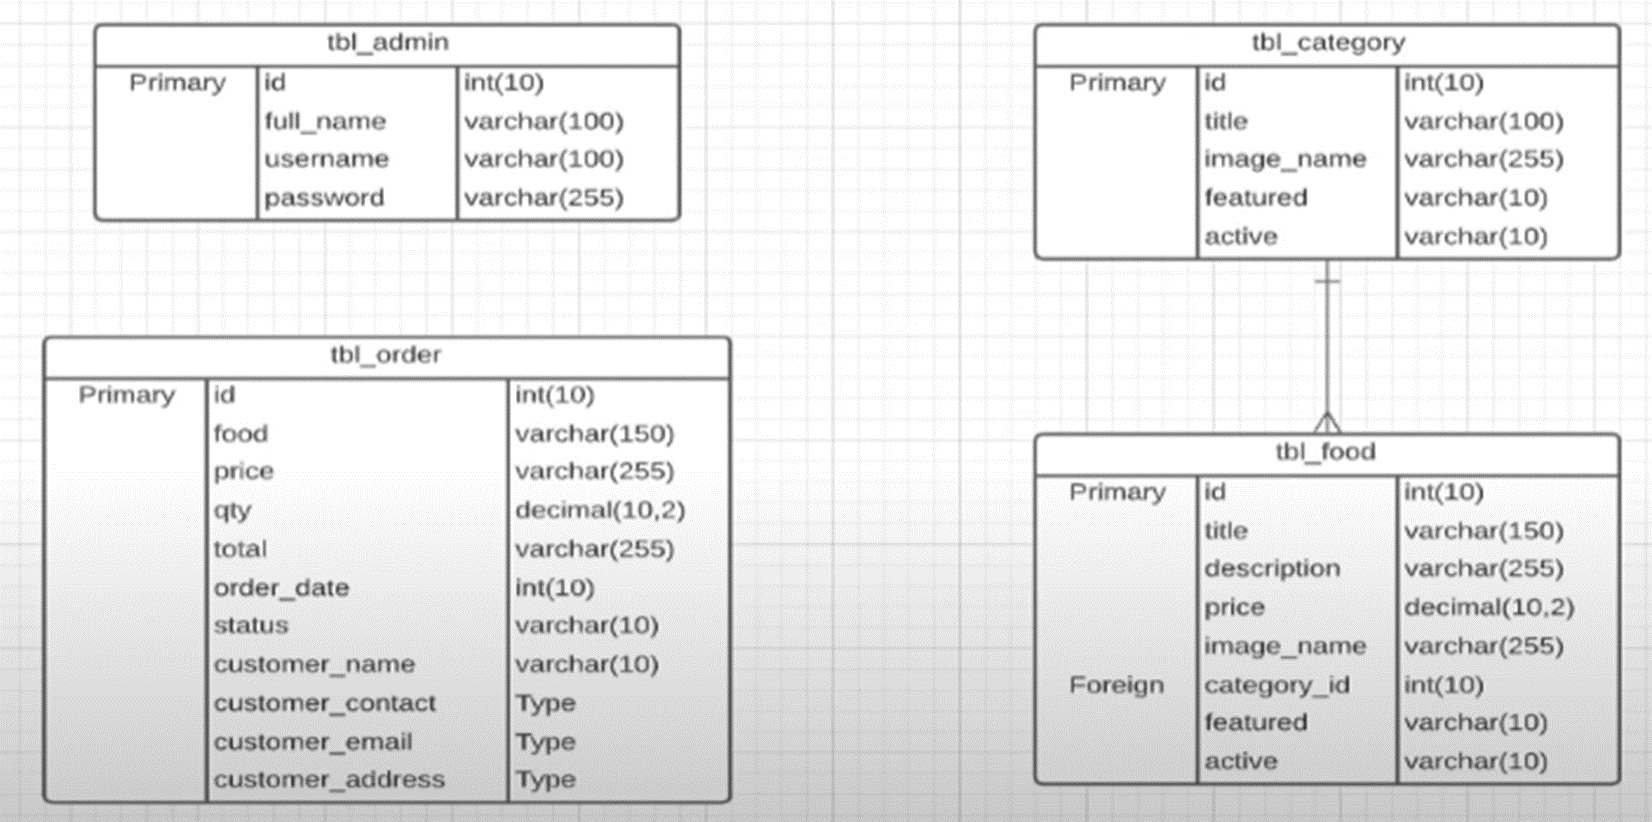 tbl_admin
Primary id int(10)
full_name varchar(100)
username varchar(100)
password varchar(255)
tbl_category
Primary id int(10)
title varchar(100)
image_name varchar(255)
featured varchar(10)
active varchar(10)
tbl_order
Primary id int(10)
food varchar(150)
price varchar(255)
qty decimal(10,2)
total varchar(255)
order_date int(10)
status varchar(10)
customer_name varchar(10)
customer_contact Type
customer_email Type
customer_address Type
tbl_food
Primary id int(10)
title varchar(150)
description varchar(255)
price decimal(10,2)
image_name varchar(255)
Foreign category_id int(10)
featured varchar(10)
active varchar(10)